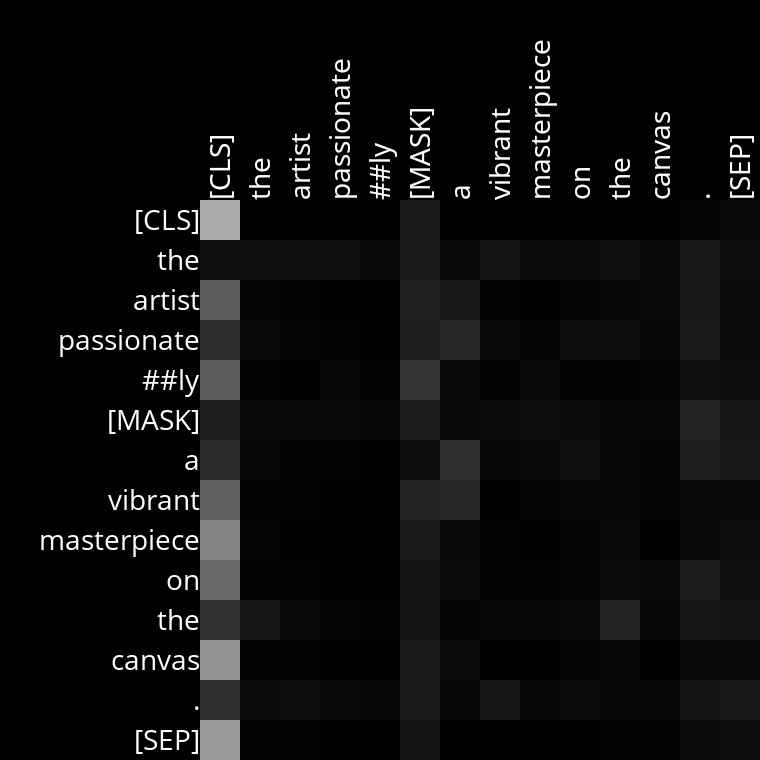 [CLS] the artist passionate ##ly [MASK] a vibrant masterpiece on the canvas . [SEP]
[CLS]
the
artist
passionate
##ly
[MASK]
a
vibrant
masterpiece
on
the
canvas
.
[SEP]